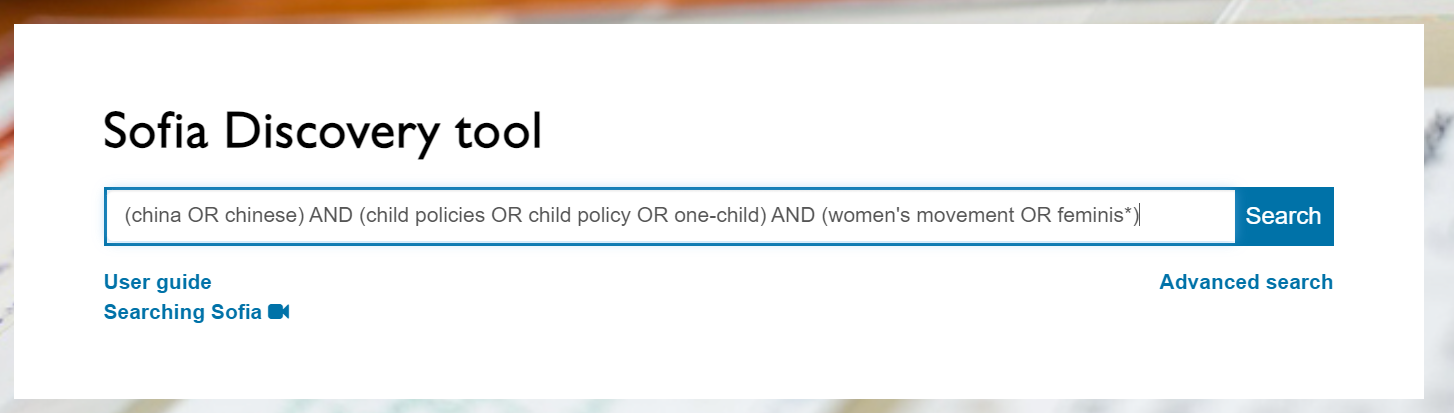 Sofia Discovery tool
(china OR chinese) AND (child policies OR child policy OR one-child) AND (women's movement OR feminis*)
Search
User guide
Advanced search
Searching Sofia